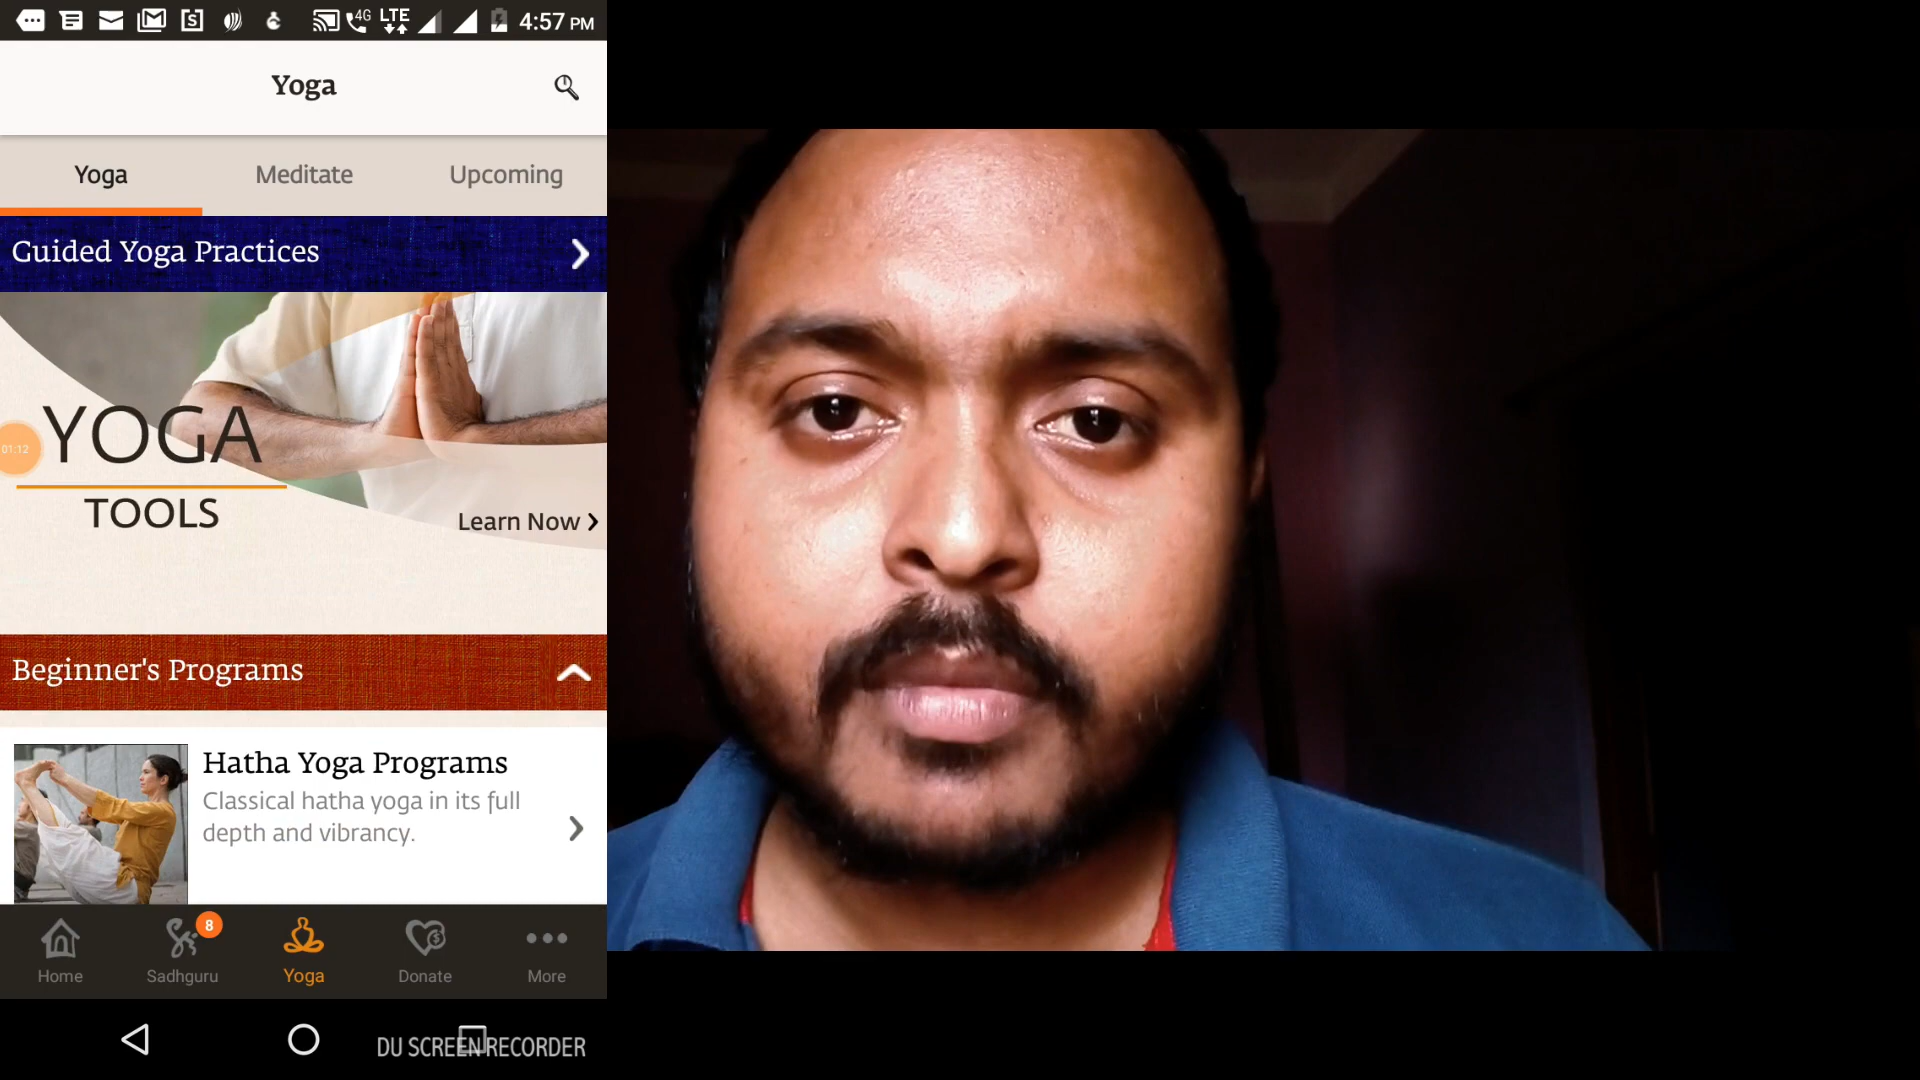 4G LTE 4:57 PM
Yoga
Yoga Meditate Upcoming
Guided Yoga Practices
YOGA
01:12
TOOLS
Learn Now
Beginner's Programs
Hatha Yoga Programs
Classical hatha yoga in its full
depth and vibrancy.
8
Home Sadhguru Yoga Donate More
DU SCREEN RECORDER